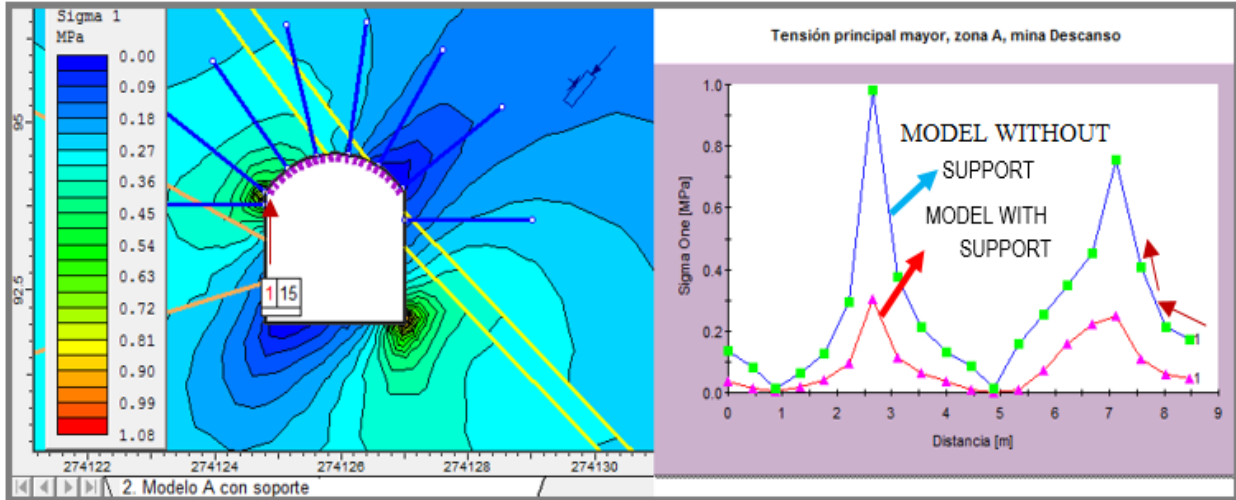 Sigma 1
MPa
0.00
0.09
0.18
0.27
0.36
0.45
0.54
0.63
0.72
0.81
0.90
0.99
1.08
95
92.5
1 15
274122 274124 274126 274128 274130
2. Modelo A con soporte
Tensión principal mayor, zona A, mina Descanso
Sigma One [MPa]
1.0
0.8
0.6
0.4
0.2
0.0
MODEL WITHOUT
SUPPORT
MODEL WITH
SUPPORT
1
1
0 1 2 3 4 5 6 7 8 9
Distancia [m]